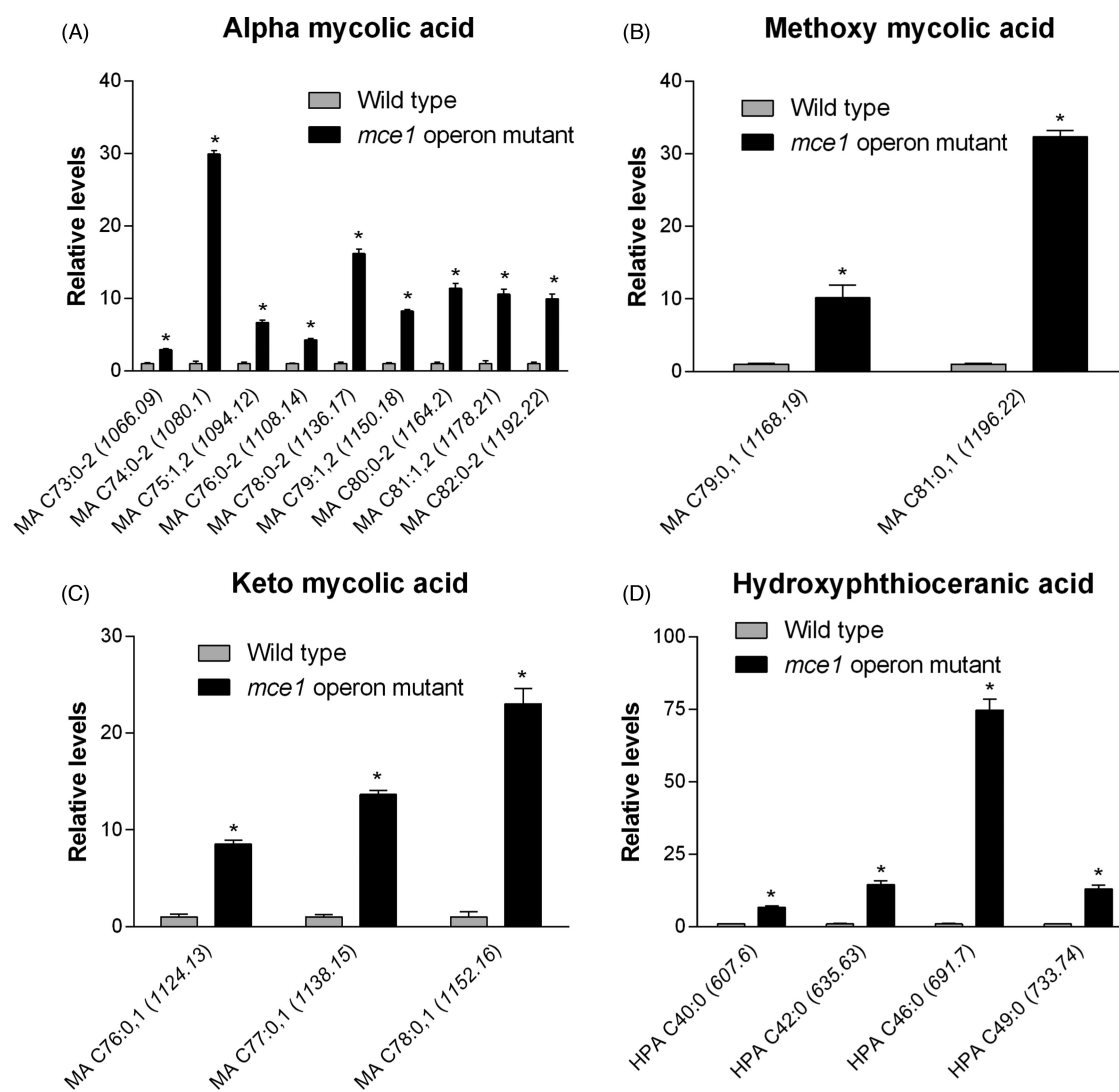 (A)
Alpha mycolic acid
Wild type
mce1 operon mutant
Relative levels
40
30
20
10
0
*
*
*
*
*
*
*
*
*
MA C73:0-2 (1066.09)
MA C74:0-2 (1080.1)
MA C75:1,2 (1094.12)
MA C76:0-2 (1108.14)
MA C78:0-2 (1136.17)
MA C79:1,2 (1150.18)
MA C80:0-2 (1164.2)
MA C81:1,2 (1178.21)
MA C82:0-2 (1192.22)
(B)
Methoxy mycolic acid
Wild type
mce1 operon mutant
Relative levels
40
30
20
10
0
*
*
MA C79:0,1 (1168.19)
MA C81:0,1 (1196.22)
(C)
Keto mycolic acid
Wild type
mce1 operon mutant
Relative levels
30
20
10
0
*
*
*
MA C76:0,1 (1124.13)
MA C77:0,1 (1138.15)
MA C78:0,1 (1152.16)
(D)
Hydroxyphthioceranic acid
Wild type
mce1 operon mutant
Relative levels
100
75
50
25
0
*
*
*
*
HPA C40:0 (607.6)
HPA C42:0 (635.63)
HPA C46:0 (691.7)
HPA C49:0 (733.74)